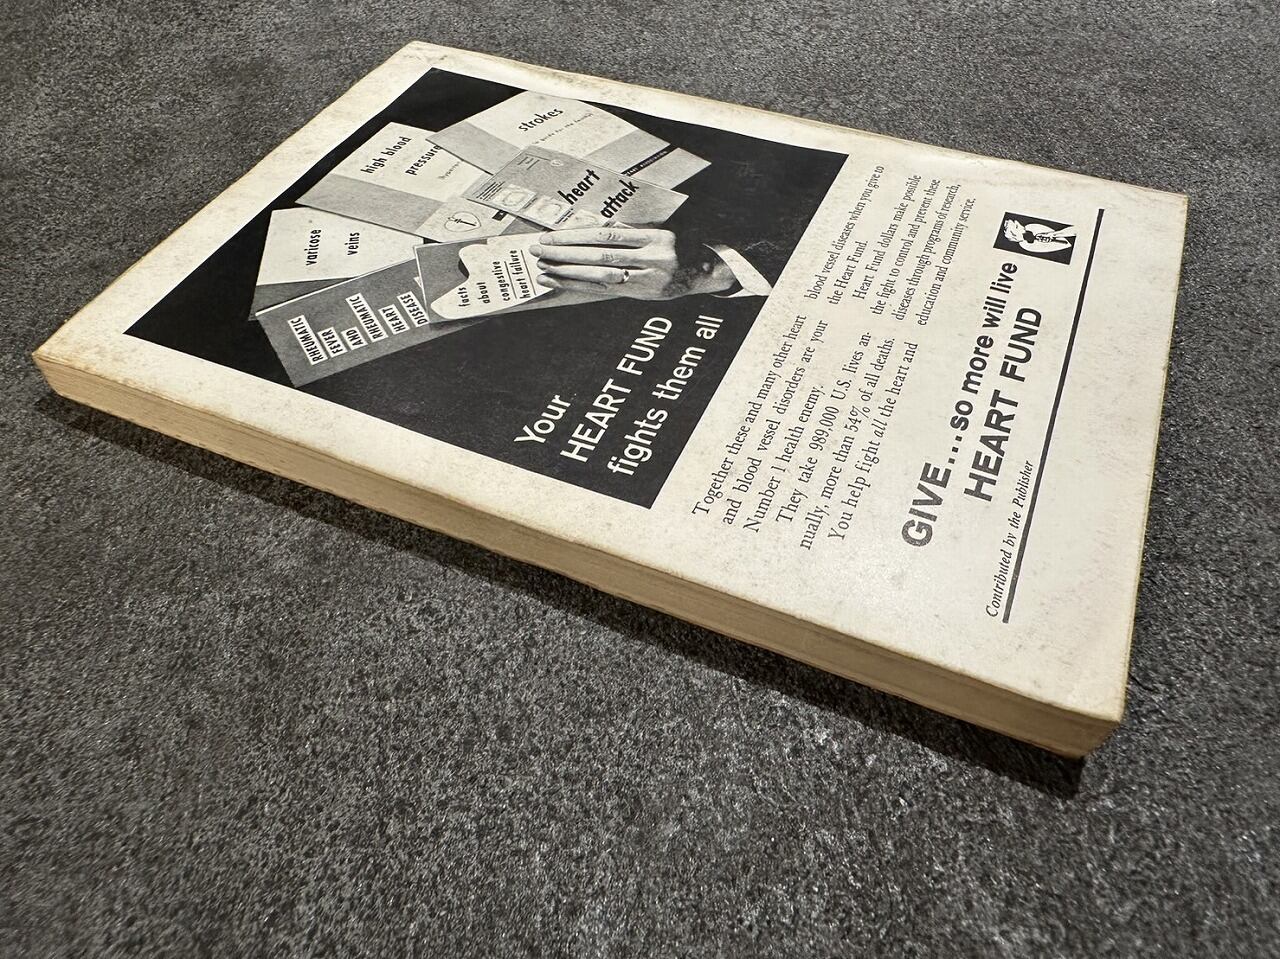 strokes
high blood
pressure
heart
attack
varicose
veins
facts
about
congestive
heart failure
RHEUMATIC
FEVER
AND
RHEUMATIC
HEART
DISEASE
Your
HEART FUND
fights them all
Together these and many other heart
and blood vessel disorders are your
Number 1 health enemy.
They take 989,000 U.S. lives an-
nually, more than 54% of all deaths.
You help fight all the heart and
blood vessel diseases when you give to
the Heart Fund.
Heart Fund dollars make possible
the fight to control and prevent these
diseases through programs of research,
education and community service.
GIVE...so more will live
HEART FUND
Contributed by the Publisher